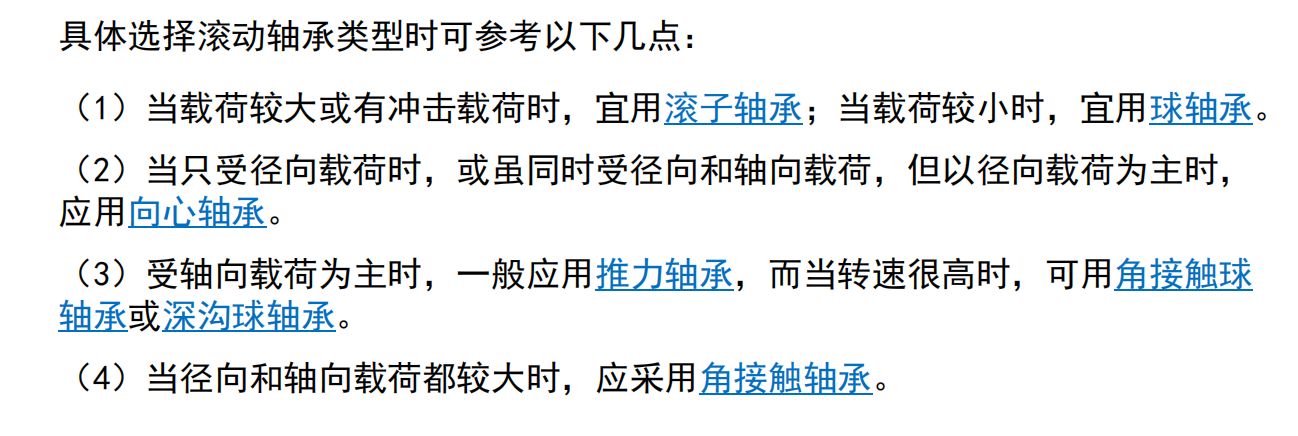 具体选择滚动轴承类型时可参考以下几点：
（1）当载荷较大或有冲击载荷时，宜用滚子轴承；当载荷较小时，宜用球轴承。
（2）当只受径向载荷时，或虽同时受径向和轴向载荷，但以径向载荷为主时，
应用向心轴承。
（3）受轴向载荷为主时，一般应用推力轴承，而当转速很高时，可用角接触球
轴承或深沟球轴承。
（4）当径向和轴向载荷都较大时，应采用角接触轴承。